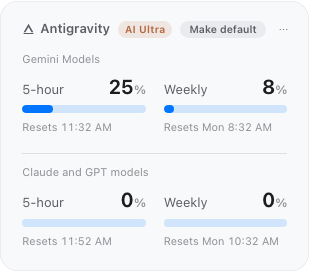 Antigravity AI Ultra Make default ...
Gemini Models
5-hour 25% Weekly 8%
Resets 11:32 AM Resets Mon 8:32 AM
Claude and GPT models
5-hour 0% Weekly 0%
Resets 11:52 AM Resets Mon 10:32 AM